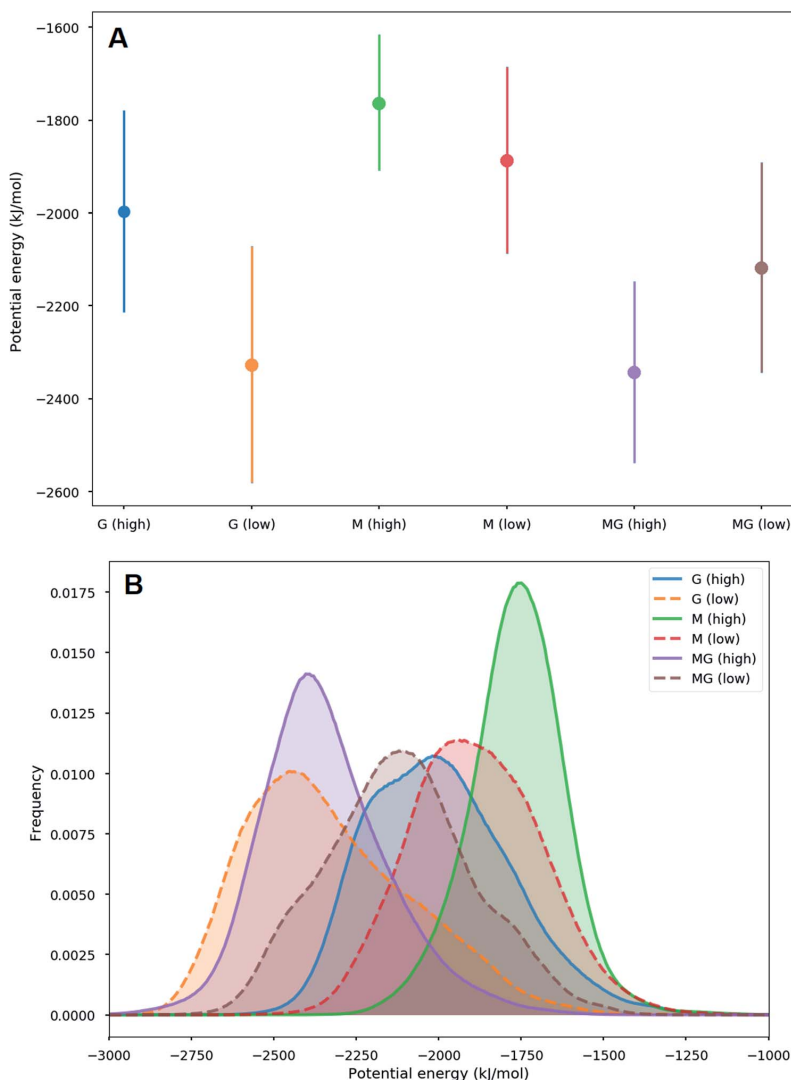 A
Potential energy (kJ/mol)
−1600
−1800
−2000
−2200
−2400
−2600
G (high) G (low) M (high) M (low) MG (high) MG (low)
B
Frequency
0.0175
0.0150
0.0125
0.0100
0.0075
0.0050
0.0025
0.0000
G (high)
G (low)
M (high)
M (low)
MG (high)
MG (low)
−3000 −2750 −2500 −2250 −2000 −1750 −1500 −1250 −1000
Potential energy (kJ/mol)